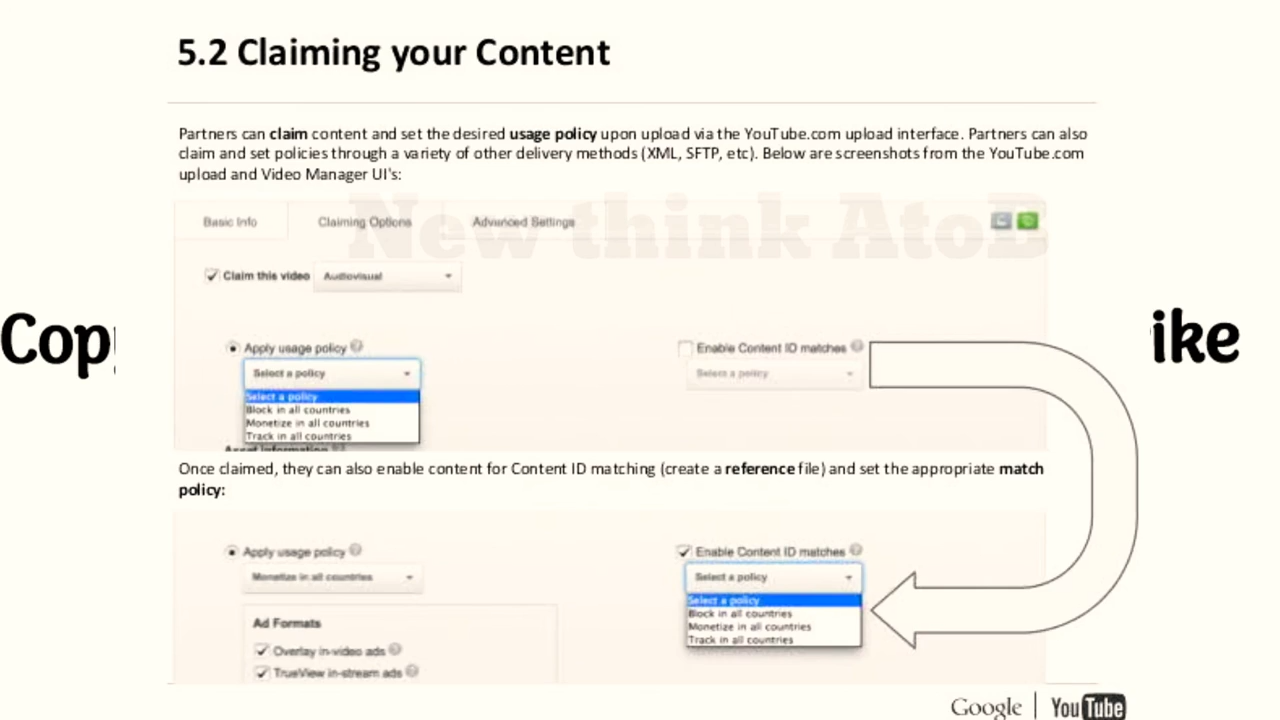 5.2 Claiming your Content
Partners can claim content and set the desired usage policy upon upload via the YouTube.com upload interface. Partners can also
claim and set policies through a variety of other delivery methods (XML, SFTP, etc). Below are screenshots from the YouTube.com
upload and Video Manager UI's:
New think AtoB
Basic Info Claiming Options Advanced Settings
Claim this video Audiovisual
Cop ike
Apply usage policy Enable Content ID matches
Select a policy Select a policy
Select a policy
Block in all countries
Monetize in all countries
Track in all countries
Asset Information
Once claimed, they can also enable content for Content ID matching (create a reference file) and set the appropriate match
policy:
Apply usage policy Enable Content ID matches
Monetize in all countries Select a policy
Select a policy
Block in all countries
Ad Formats Monetize in all countries
Track in all countries
Overlay in-video ads
TrueView in-stream ads
Google YouTube